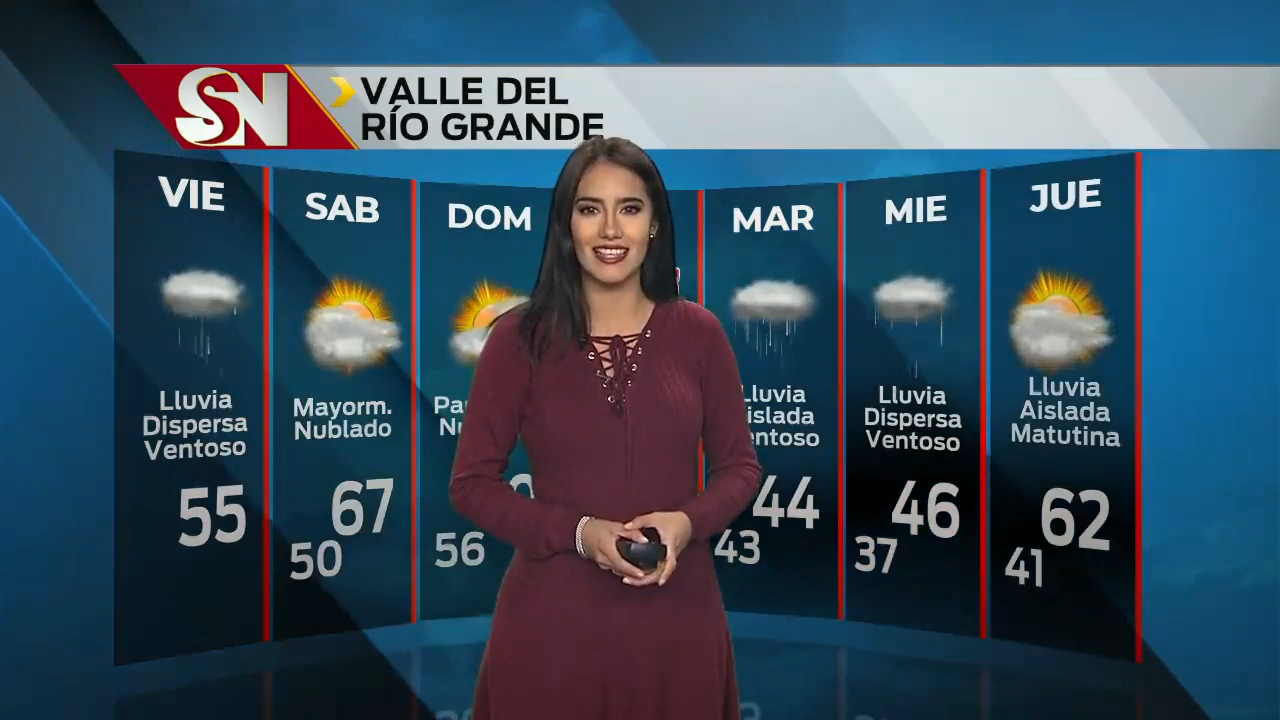 SN
VALLE DEL
RÍO GRANDE
VIE
SAB
DOM
MAR
MIE
JUE
Lluvia
Dispersa
Ventoso
Mayorm.
Nublado
Lluvia
Dispersa
Ventoso
Lluvia
Aislada
Matutina
55
67
50
56
44
43
46
37
62
41